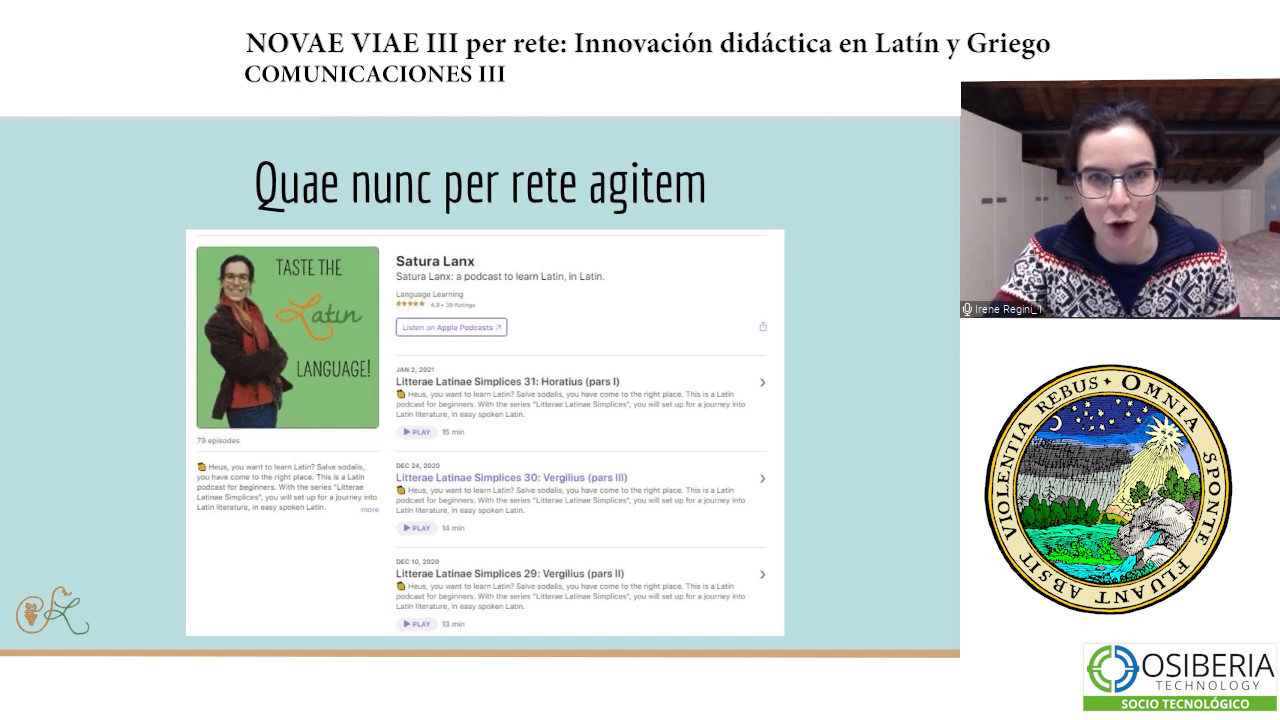 NOVAE VIAE III per rete: Innovación didáctica en Latín y Griego
COMUNICACIONES III
Quae nunc per rete agitem
TASTE THE
Latin
LANGUAGE!
79 episodes
Heus, you want to learn Latin? Salve sodalis,
you have come to the right place. This is a Latin
podcast for beginners. With the series "Litterae
Latinae Simplices", you will set up for a journey into
Latin literature, in easy spoken Latin.
more
Satura Lanx
Satura Lanx: a podcast to learn Latin, in Latin.
Language Learning
4.9 • 39 Ratings
Listen on Apple Podcasts ↗
JAN 2, 2021
Litterae Latinae Simplices 31: Horatius (pars I)
Heus, you want to learn Latin? Salve sodalis, you have come to the right place. This is a Latin
podcast for beginners. With the series "Litterae Latinae Simplices", you will set up for a journey into
Latin literature, in easy spoken Latin.
PLAY 15 min
DEC 24, 2020
Litterae Latinae Simplices 30: Vergilius (pars III)
Heus, you want to learn Latin? Salve sodalis, you have come to the right place. This is a Latin
podcast for beginners. With the series "Litterae Latinae Simplices", you will set up for a journey into
Latin literature, in easy spoken Latin.
PLAY 14 min
DEC 10, 2020
Litterae Latinae Simplices 29: Vergilius (pars II)
Heus, you want to learn Latin? Salve sodalis, you have come to the right place. This is a Latin
podcast for beginners. With the series "Litterae Latinae Simplices", you will set up for a journey into
Latin literature, in easy spoken Latin.
PLAY 13 min
Irene Regini_1
OMNIA SPONTE FLUANT ABSIT VIOLENTIA REBUS
OSIBERIA
TECHNOLOGY
SOCIO TECNOLÓGICO